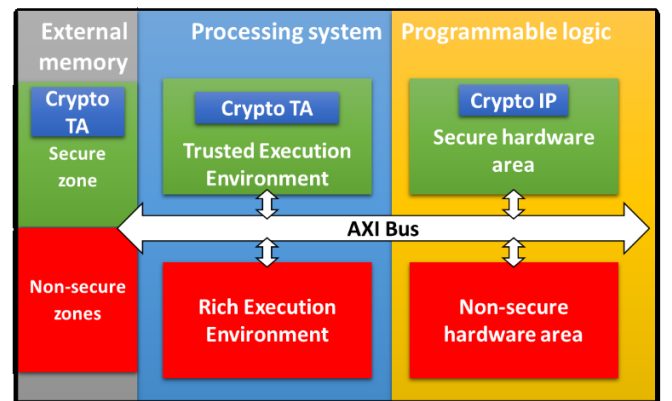 External
memory
Crypto
TA
Secure
zone
Non-secure
zones
Processing system
Crypto TA
Trusted Execution
Environment
Rich Execution
Environment
Programmable logic
Crypto IP
Secure hardware
area
Non-secure
hardware area
AXI Bus